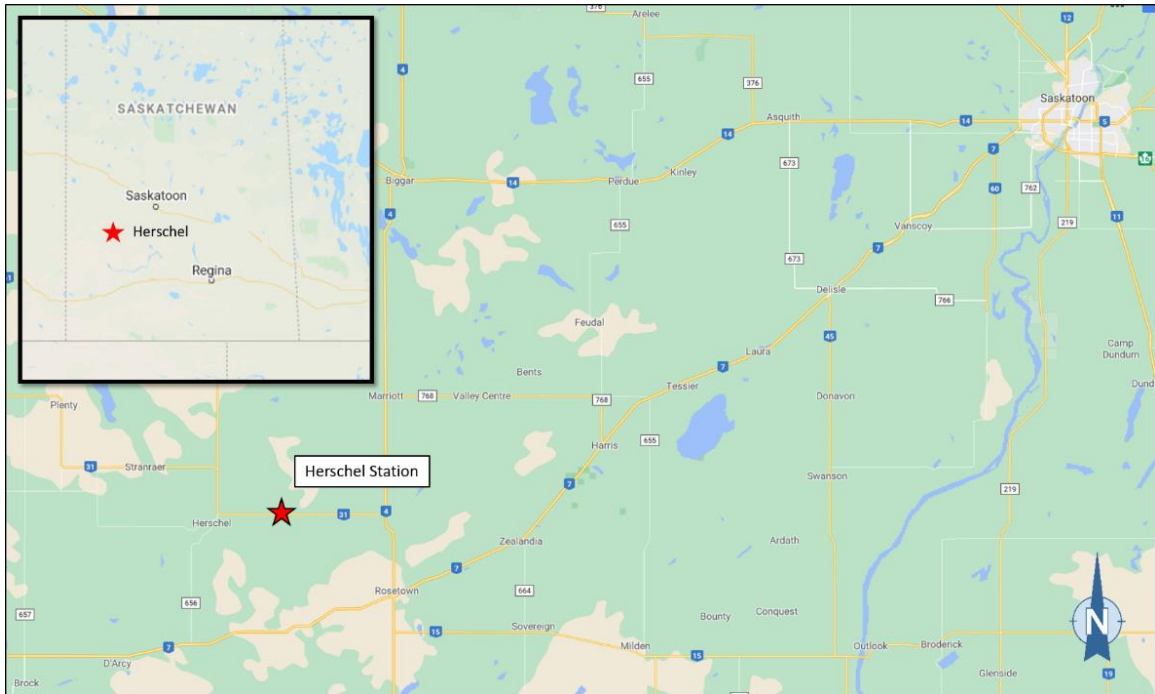 376
Arelee
12
4
655
376
Saskatoon
SASKATCHEWAN
Asquith
14
5
14
7
673
16
Kinley
Biggar
14
Perdue
60
762
Saskatoon
4
655
Vanscoy
219
11
Herschel
7
673
Regina
Delisle
766
Feudal
45
Camp
Dundurn
Laura
Bents
7
Tessier
Dund
Marriott
768
Valley Centre
768
Donavon
Plenty
Harris
655
31
Stranraer
Herschel Station
7
Swanson
219
Herschel
31
4
Zealandia
Ardath
7
Rosetown
664
657
656
Bounty
Conquest
N
15
Sovereign
7
Milden
15
Outlook
Broderick
D'Arcy
Glenside
19
Brock